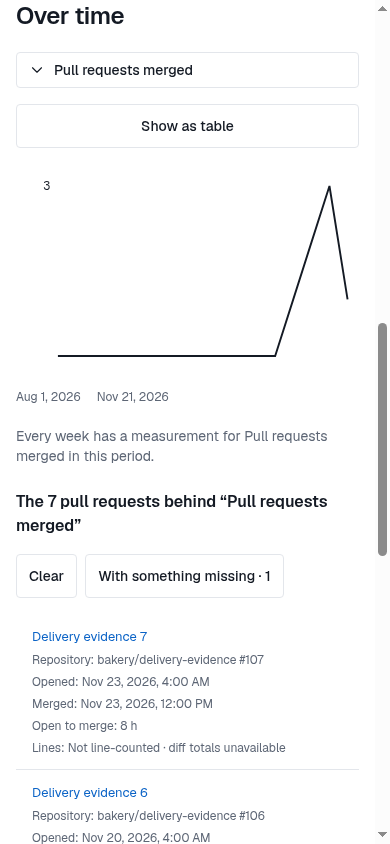 Over time
Pull requests merged
Show as table
3
Aug 1, 2026 Nov 21, 2026
Every week has a measurement for Pull requests
merged in this period.
The 7 pull requests behind “Pull requests
merged”
Clear
With something missing · 1
Delivery evidence 7
Repository: bakery/delivery-evidence #107
Opened: Nov 23, 2026, 4:00 AM
Merged: Nov 23, 2026, 12:00 PM
Open to merge: 8 h
Lines: Not line-counted · diff totals unavailable
Delivery evidence 6
Repository: bakery/delivery-evidence #106
Opened: Nov 20, 2026, 4:00 AM